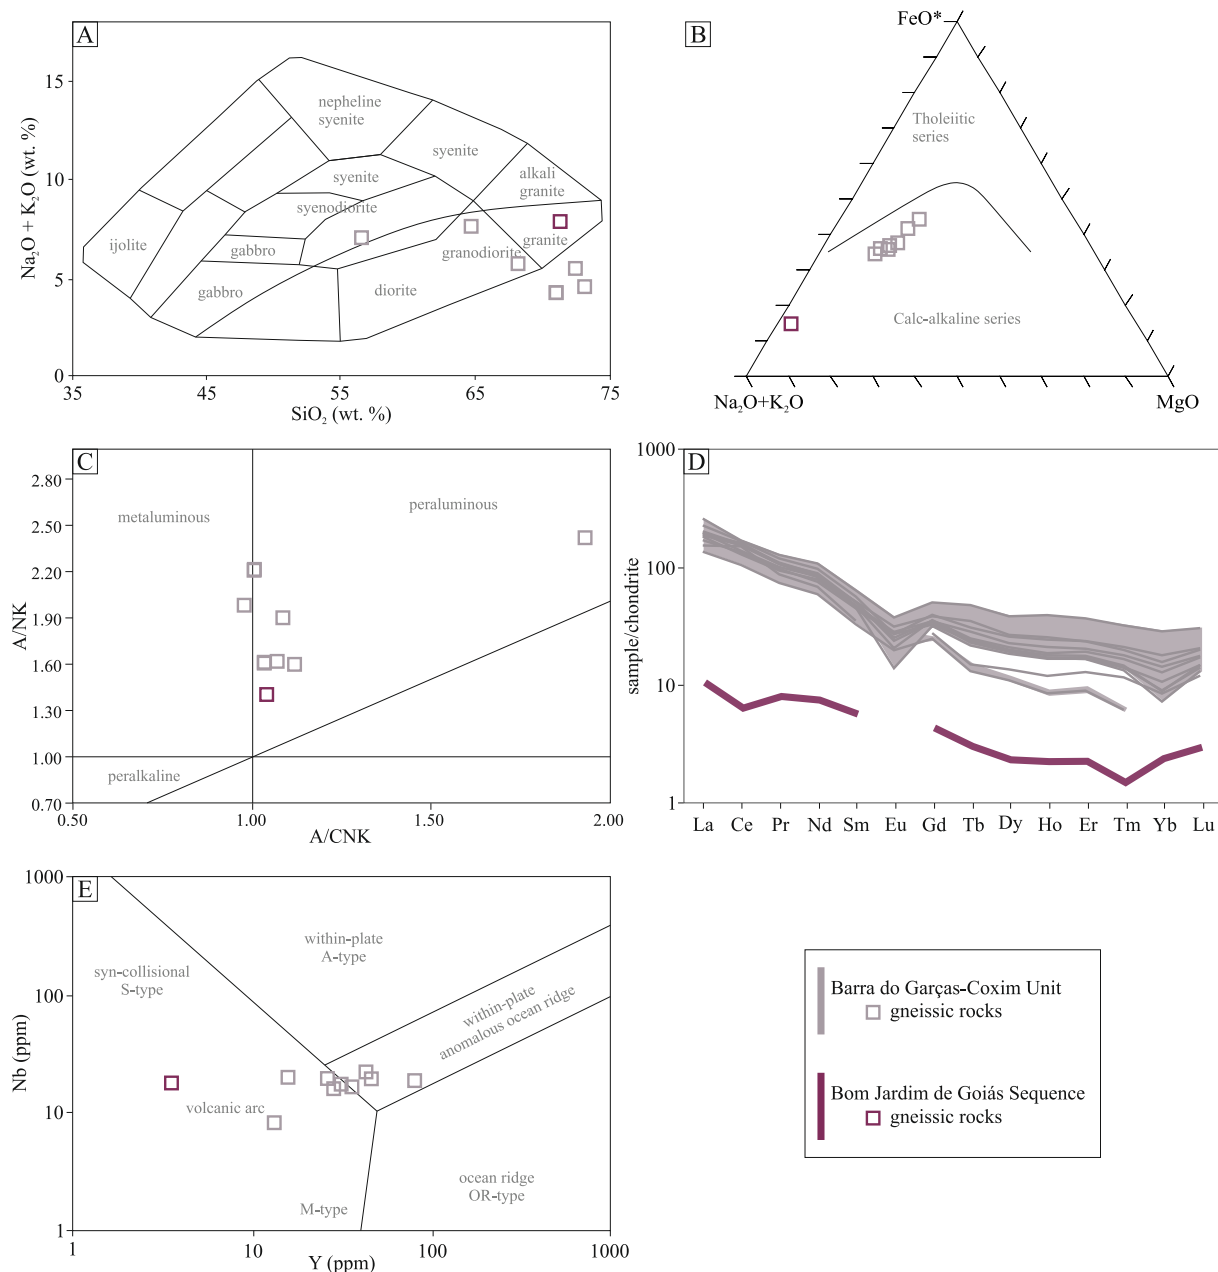 A
15
10
5
0
Na₂O + K₂O (wt. %)
nepheline
syenite
syenite
alkali
granite
syenite
syenodiorite
ijolite
gabbro
granodiorite
granite
gabbro
diorite
35
45
55
65
75
SiO₂ (wt. %)
B
FeO*
Tholeiitic
series
Calc-alkaline series
Na₂O+K₂O
MgO
C
2.80
2.50
2.20
1.90
1.60
1.30
1.00
0.70
A/NK
metaluminous
peraluminous
peralkaline
0.50
1.00
1.50
2.00
A/CNK
D
1000
100
10
1
sample/chondrite
La Ce Pr Nd Sm Eu Gd Tb Dy Ho Er Tm Yb Lu
E
1000
100
10
1
Nb (ppm)
within-plate
A-type
syn-collisional
S-type
within-plate
anomalous ocean ridge
volcanic arc
ocean ridge
OR-type
M-type
1
10
100
1000
Y (ppm)
Barra do Garças-Coxim Unit
gneissic rocks
Bom Jardim de Goiás Sequence
gneissic rocks